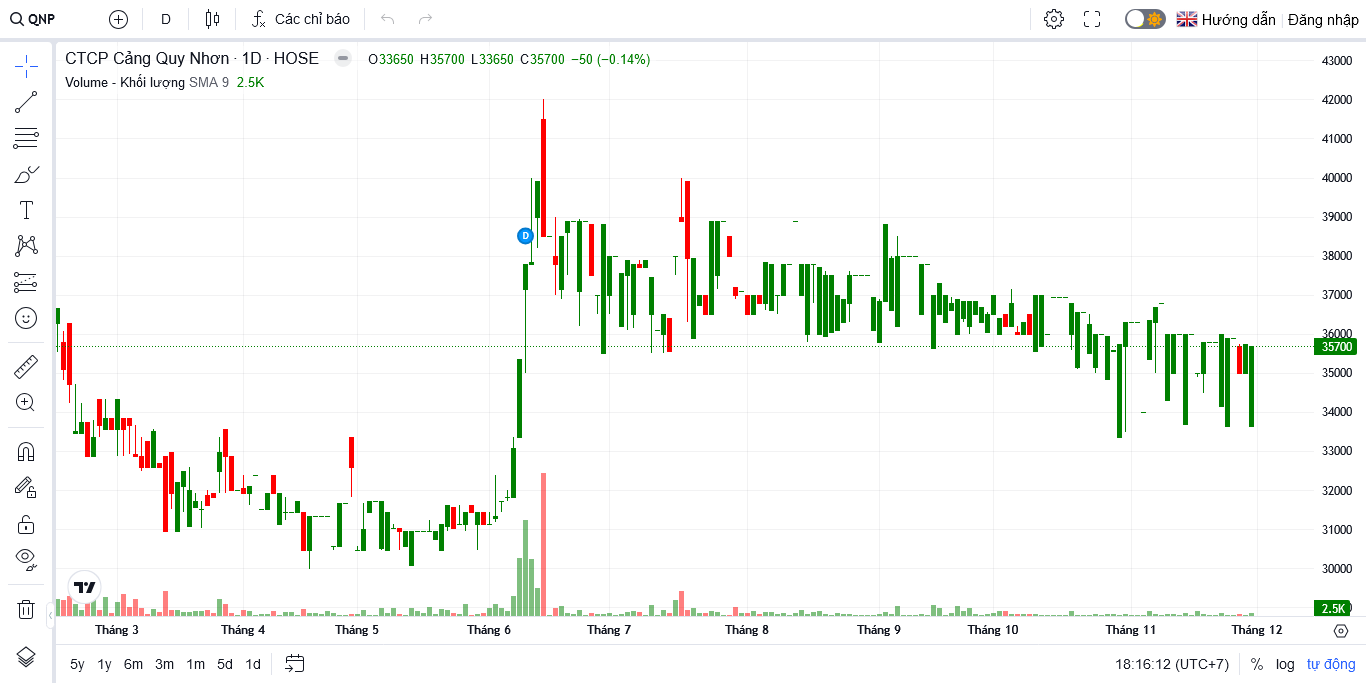 QNP D Các chỉ báo Hướng dẫn Đăng nhập
CTCP Cảng Quy Nhơn · 1D · HOSE O33650 H35700 L33650 C35700 −50 (−0.14%)
Volume - Khối lượng SMA 9 2.5K
43000
42000
41000
40000
39000
D
38000
37000
36000
35700
35000
34000
33000
32000
31000
30000
2.5K
Tháng 3 Tháng 4 Tháng 5 Tháng 6 Tháng 7 Tháng 8 Tháng 9 Tháng 10 Tháng 11 Tháng 12
5y 1y 6m 3m 1m 5d 1d 18:16:12 (UTC+7) % log tự động